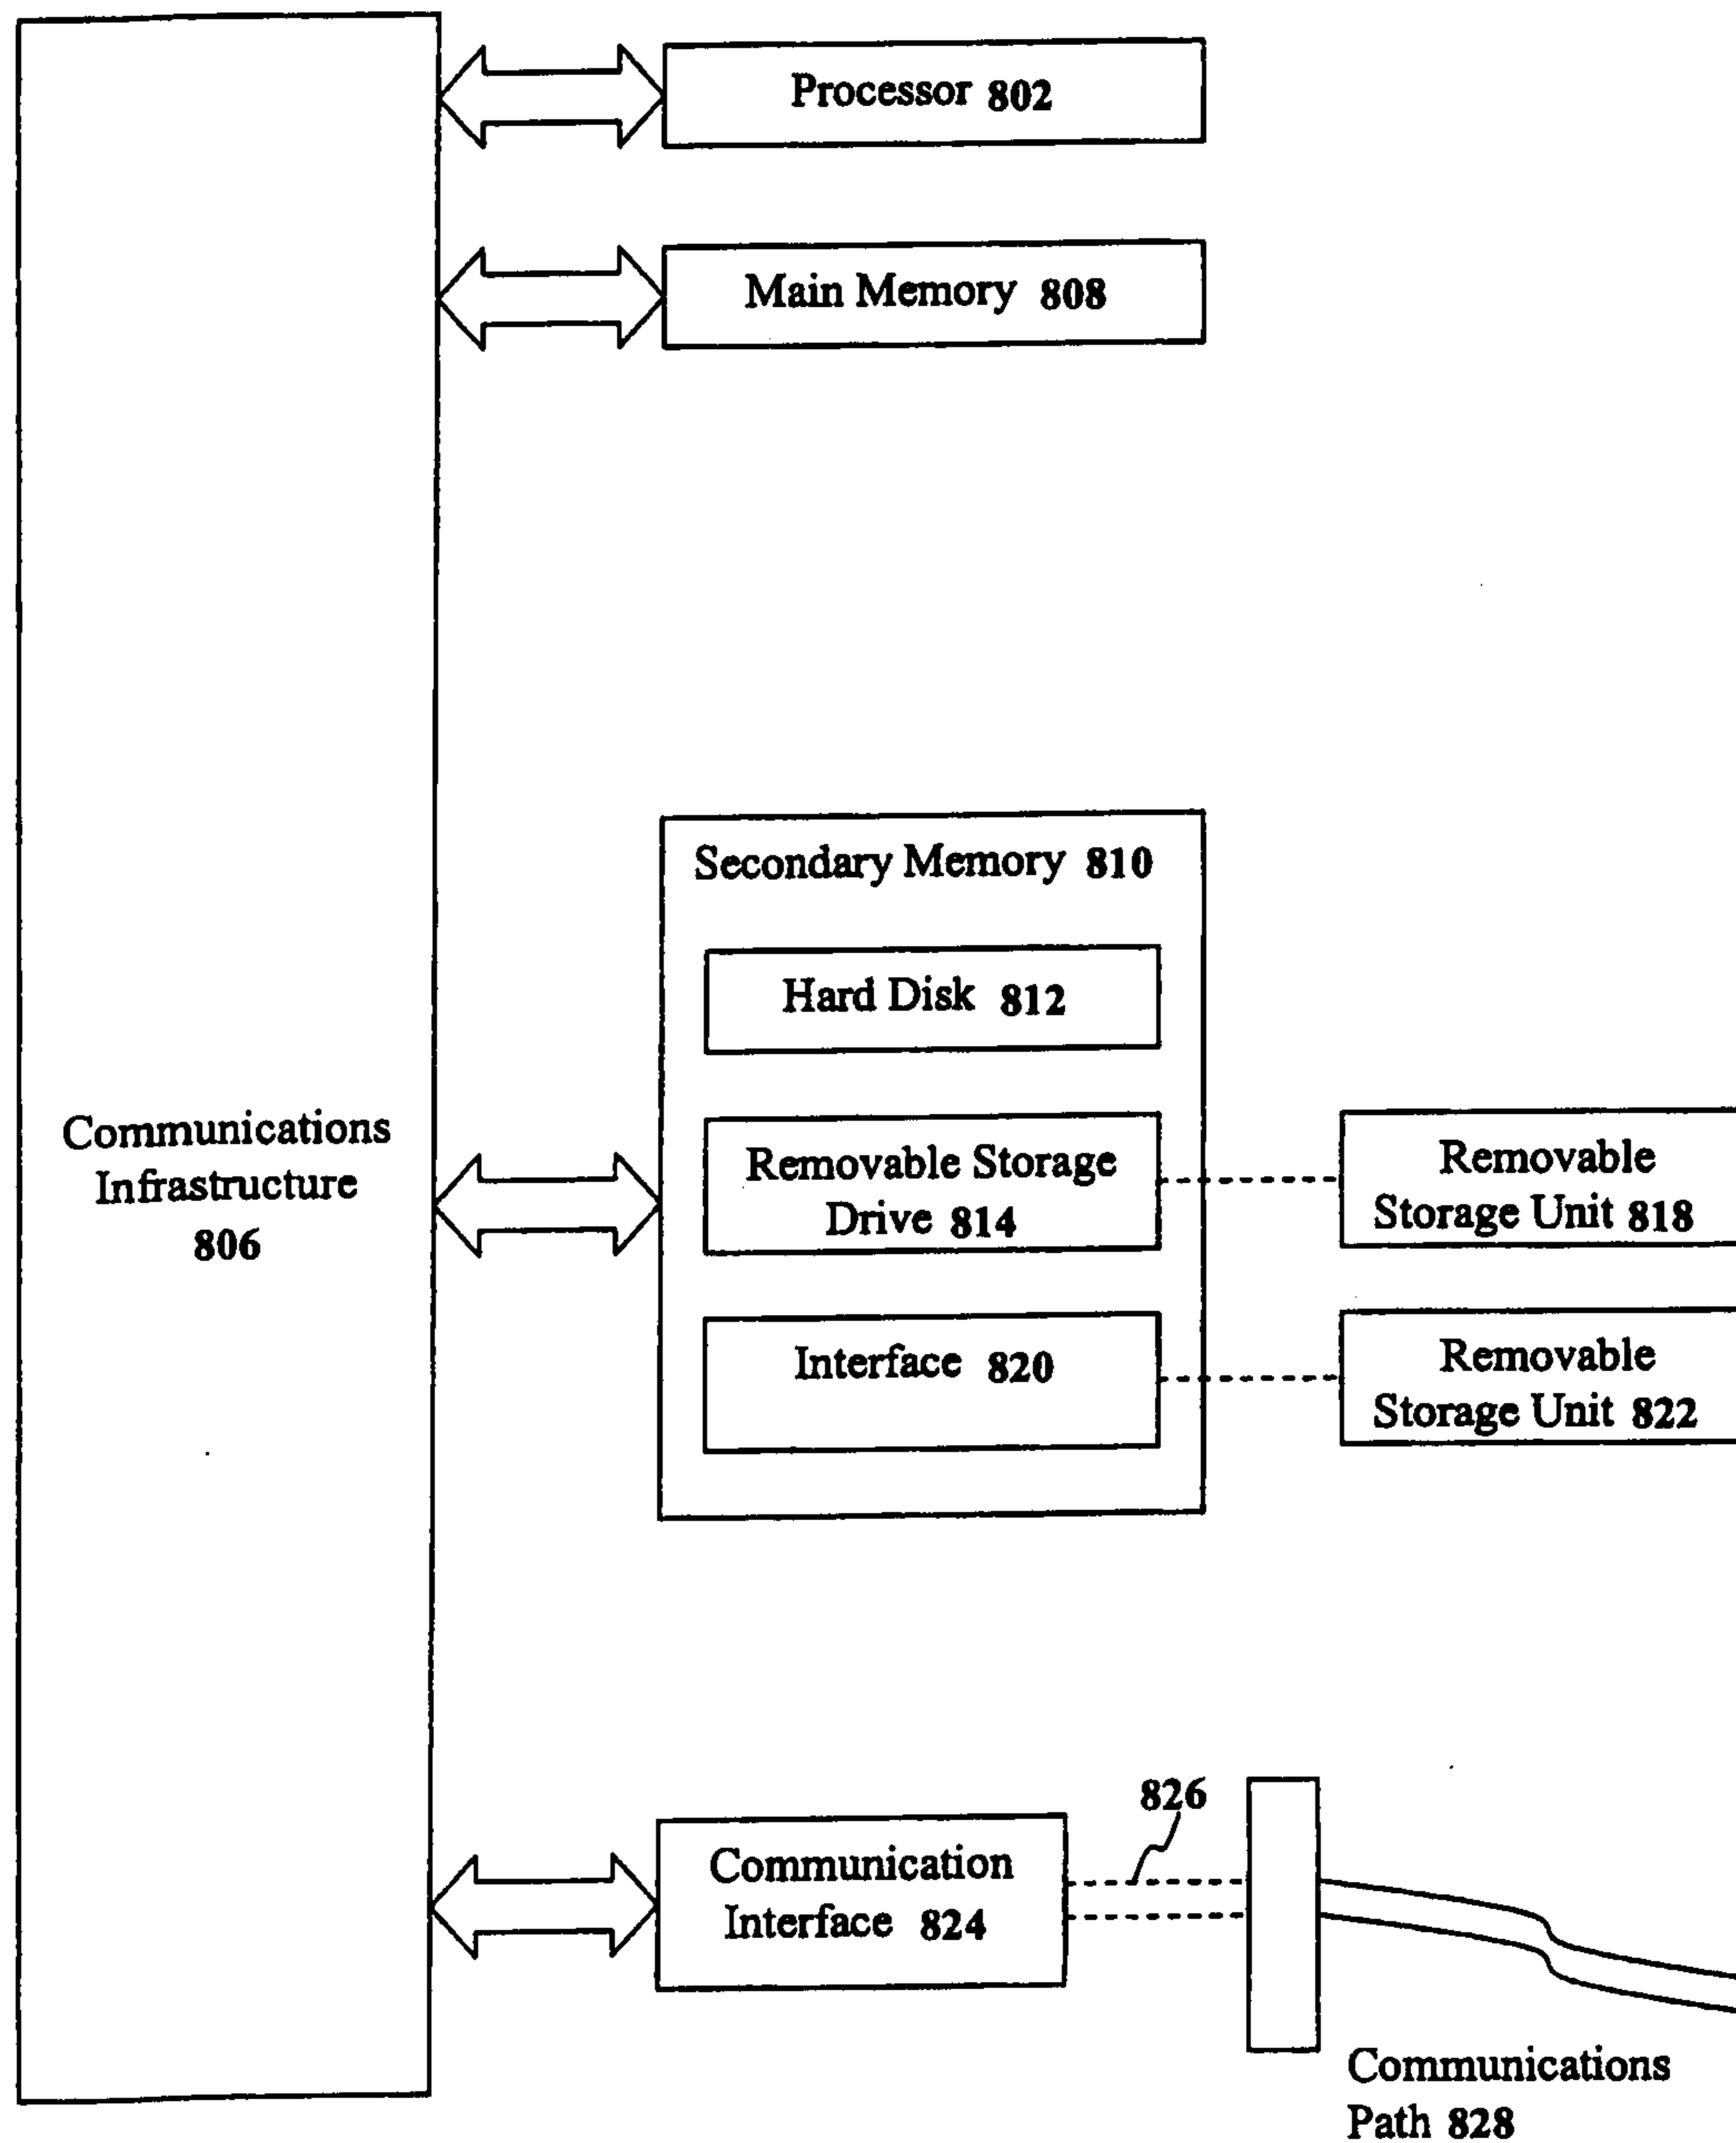 Processor 802
Main Memory 808
Secondary Memory 810
Hard Disk 812
Communications
Infrastructure
806
Removable Storage
Drive 814
Removable
Storage Unit 818
Interface 820
Removable
Storage Unit 822
826
Communication
Interface 824
Communications
Path 828